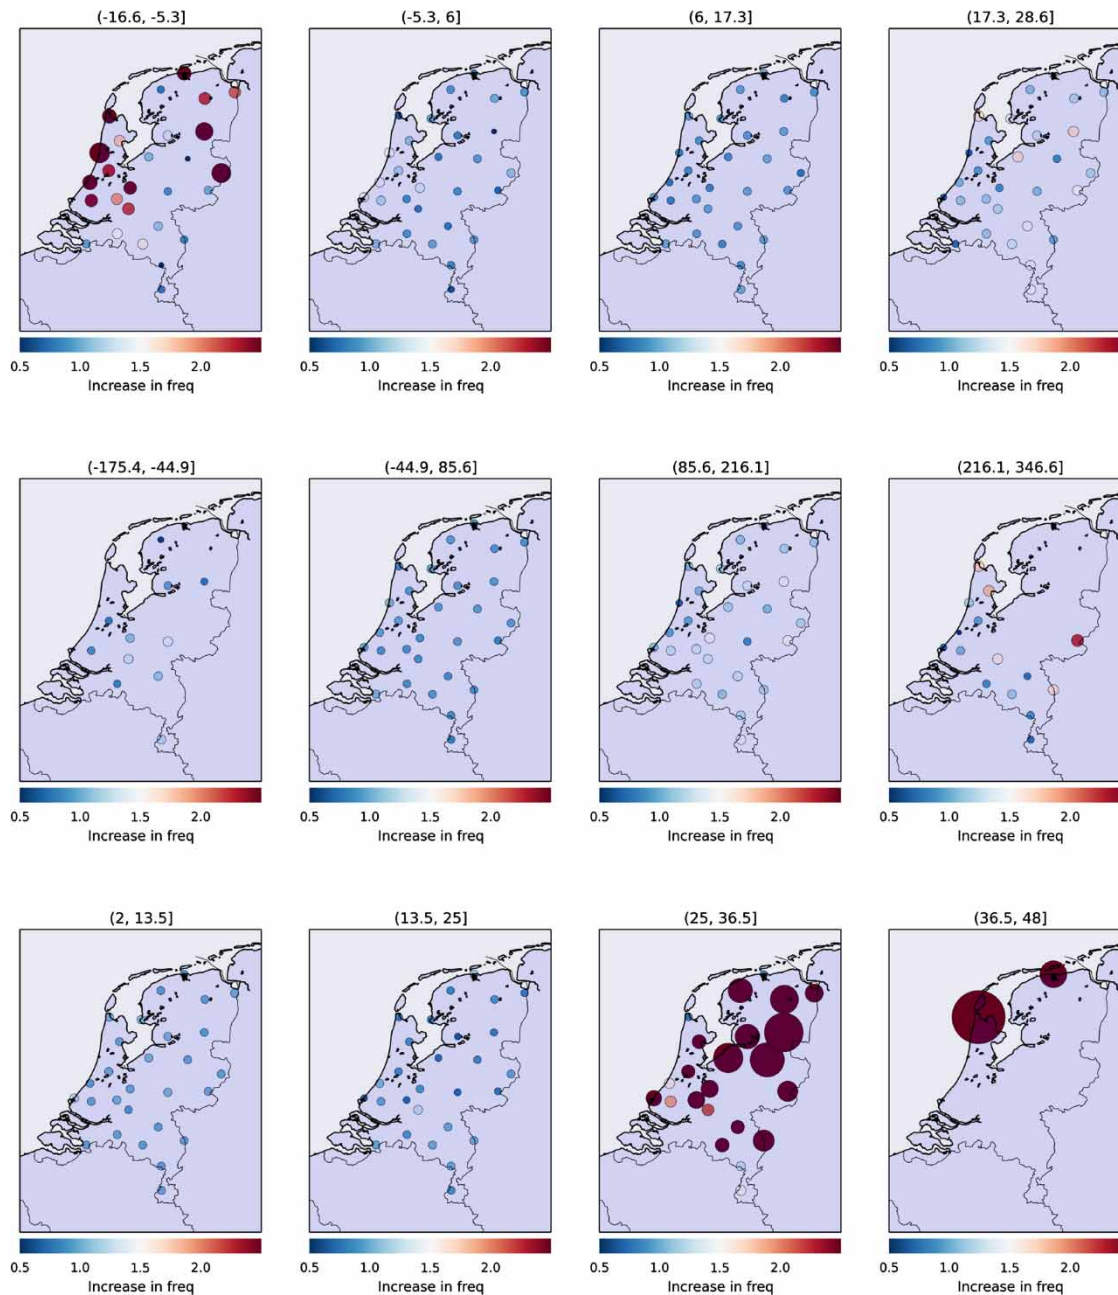 (-16.6, -5.3] (-5.3, 6] (6, 17.3] (17.3, 28.6]
0.5 1.0 1.5 2.0 0.5 1.0 1.5 2.0 0.5 1.0 1.5 2.0 0.5 1.0 1.5 2.0
Increase in freq Increase in freq Increase in freq Increase in freq
(-175.4, -44.9] (-44.9, 85.6] (85.6, 216.1] (216.1, 346.6]
0.5 1.0 1.5 2.0 0.5 1.0 1.5 2.0 0.5 1.0 1.5 2.0 0.5 1.0 1.5 2.0
Increase in freq Increase in freq Increase in freq Increase in freq
(2, 13.5] (13.5, 25] (25, 36.5] (36.5, 48]
0.5 1.0 1.5 2.0 0.5 1.0 1.5 2.0 0.5 1.0 1.5 2.0 0.5 1.0 1.5 2.0
Increase in freq Increase in freq Increase in freq Increase in freq